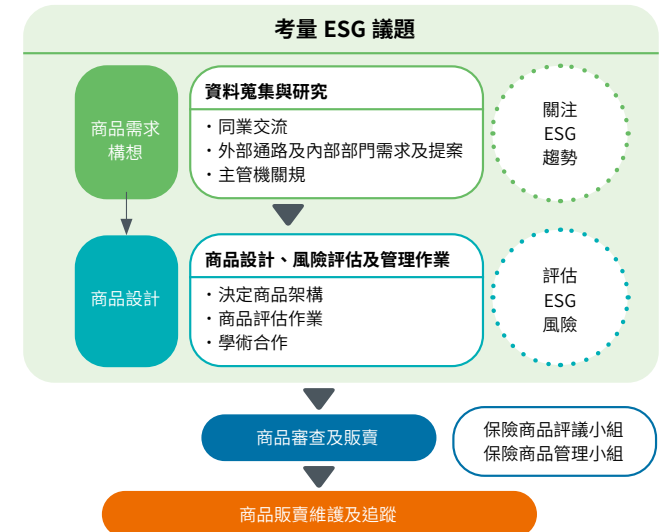 考量 ESG 議題
商品需求
構想
資料蒐集與研究
・同業交流
・外部通路及內部部門需求及提案
・主管機關規
關注
ESG
趨勢
商品設計
商品設計、風險評估及管理作業
・決定商品架構
・商品評估作業
・學術合作
評估
ESG
風險
商品審查及販賣
保險商品評議小組
保險商品管理小組
商品販賣維護及追蹤